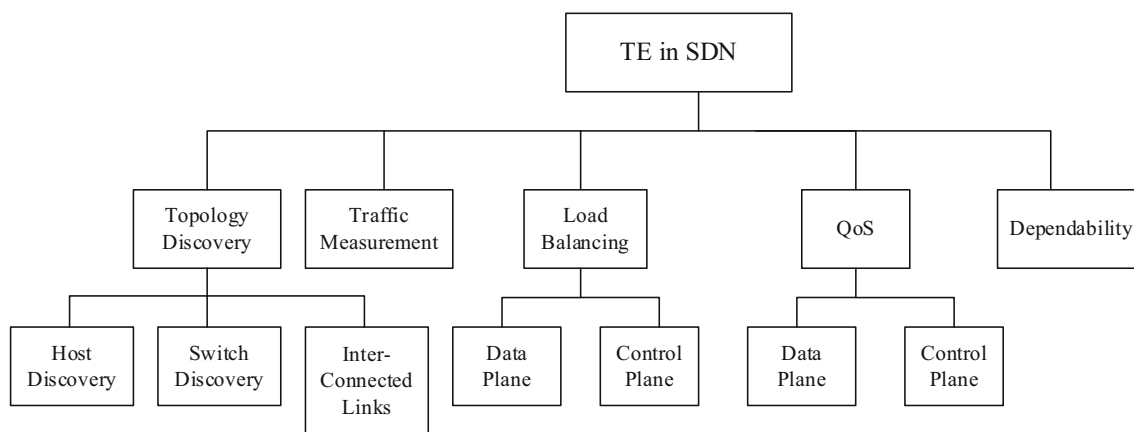 TE in SDN
Topology
Discovery
Traffic
Measurement
Load
Balancing
QoS
Dependability
Host
Discovery
Switch
Discovery
Inter-
Connected
Links
Data
Plane
Control
Plane
Data
Plane
Control
Plane